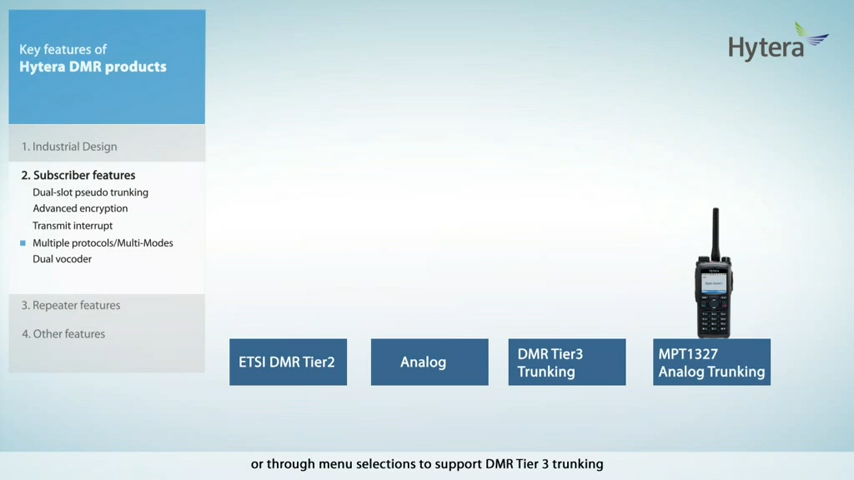 Key features of
Hytera DMR products
Hytera
1. Industrial Design
2. Subscriber features
Dual-slot pseudo trunking
Advanced encryption
Transmit interrupt
Multiple protocols/Multi-Modes
Dual vocoder
3. Repeater features
4. Other features
ETSI DMR Tier2
Analog
DMR Tier3
Trunking
MPT1327
Analog Trunking
or through menu selections to support DMR Tier 3 trunking